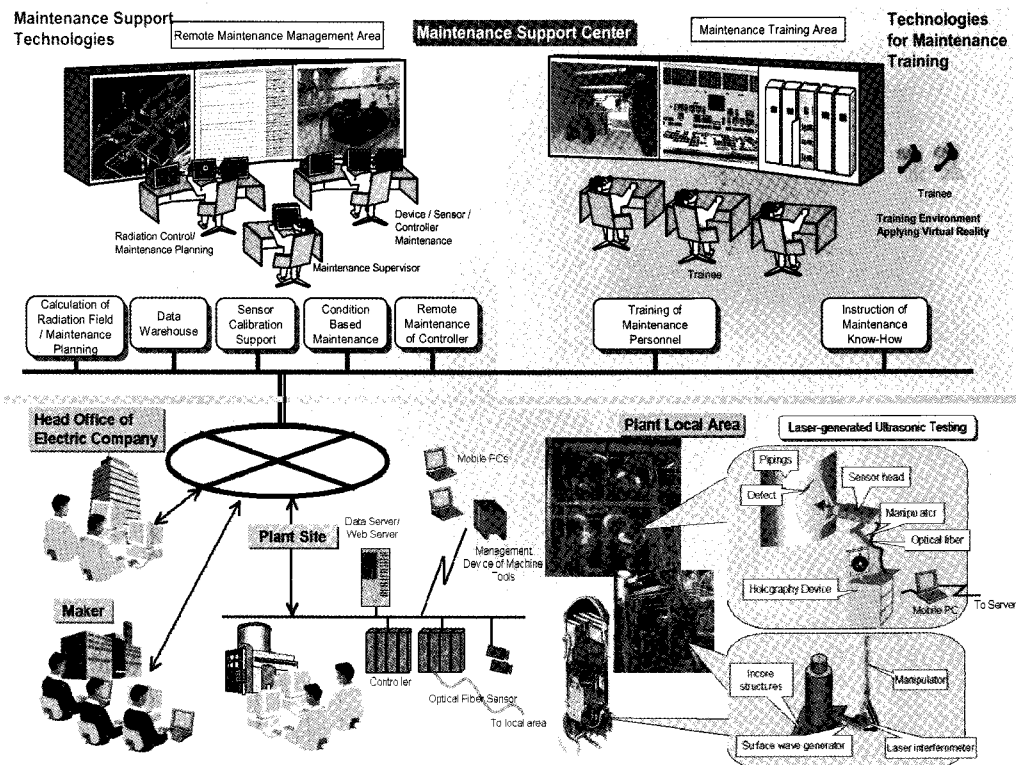 Maintenance Support
Technologies
Remote Maintenance Management Area
Maintenance Support Center
Maintenance Training Area
Technologies
for Maintenance
Training
Radiation Control/
Maintenance Planning
Device / Sensor /
Controller
Maintenance
Maintenance Supervisor
Trainee
Trainee
Training Environment
Applying Virtual Reality
Calculation of
Radiation Field
/ Maintenance
Planning
Data
Warehouse
Sensor
Calibration
Support
Condition
Based
Maintenance
Remote
Maintenance
of Controller
Training of
Maintenance
Personnel
Instruction of
Maintenance
Know-How
Head Office of
Electric Company
Mobile PCs
Data Server/
Web Server
Plant Site
Management
Device of Machine
Tools
Maker
Controller
Optical Fiber Sensor
To local area
Plant Local Area
Laser-generated Ultrasonic Testing
Pipings
Defect
Sensor head
Manipulator
Optical fiber
Holography Device
Mobile PC
To Server
Incore
structures
Manipulator
Surface wave generator
Laser interferometer